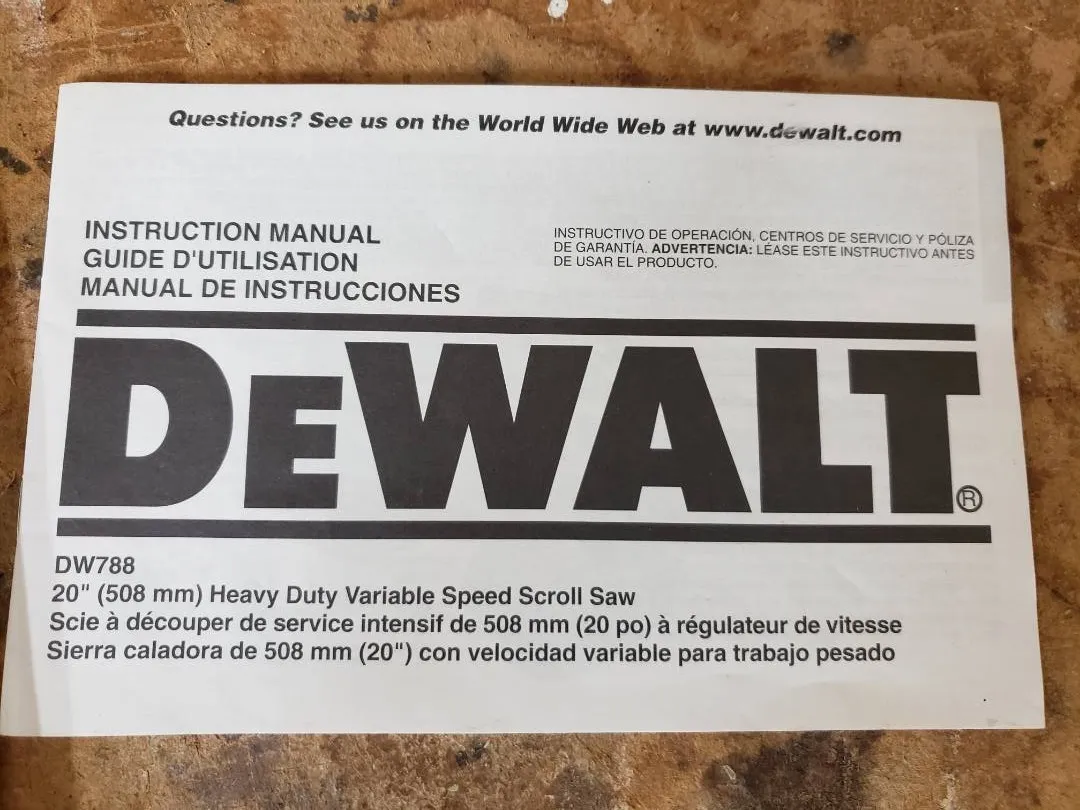 Questions? See us on the World Wide Web at www.dewalt.com
INSTRUCTION MANUAL
GUIDE D'UTILISATION
MANUAL DE INSTRUCCIONES
INSTRUCTIVO DE OPERACIÓN, CENTROS DE SERVICIO Y PÓLIZA
DE GARANTÍA. ADVERTENCIA: LÉASE ESTE INSTRUCTIVO ANTES
DE USAR EL PRODUCTO.
DEWALT®
DW788
20" (508 mm) Heavy Duty Variable Speed Scroll Saw
Scie à découper de service intensif de 508 mm (20 po) à régulateur de vitesse
Sierra caladora de 508 mm (20") con velocidad variable para trabajo pesado